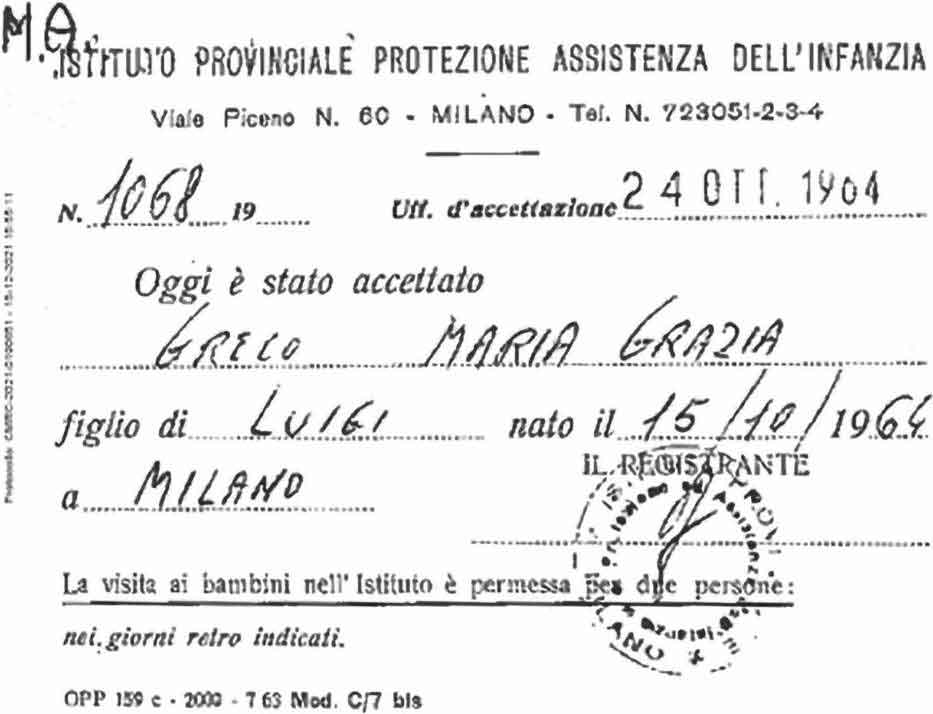 MA.
ISTITUTO PROVINCIALE PROTEZIONE ASSISTENZA DELL'INFANZIA
Viale Piceno N. 60 - MILANO - Tel. N. 723051-2-3-4
N. 1068 19 Uff. d'accettazione 24 OTT. 1964
Oggi è stato accettato
GRECO MARIA GRAZIA
figlio di LUIGI nato il 15/10/1964
a MILANO
IL REGISTRANTE
La visita ai bambini nell'Istituto è permessa per due persone:
nei giorni retro indicati.
OPP 159 c - 2000 - 7 63 Mod. C/7 bis